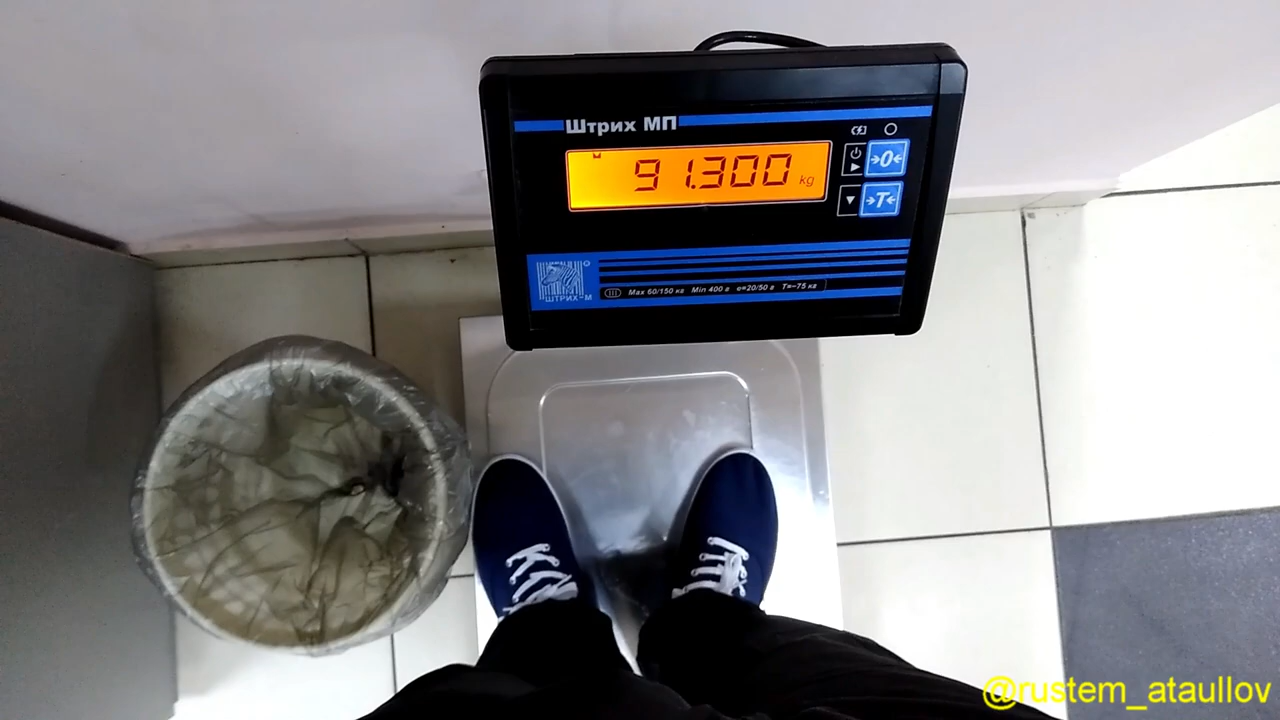 Штрих МП
91.300 kg
→0←
→T←
ШТРИХ-М
Max 60/150 кг Min 400 г e=20/50 г T=-75 кг
@rustem_ataullov